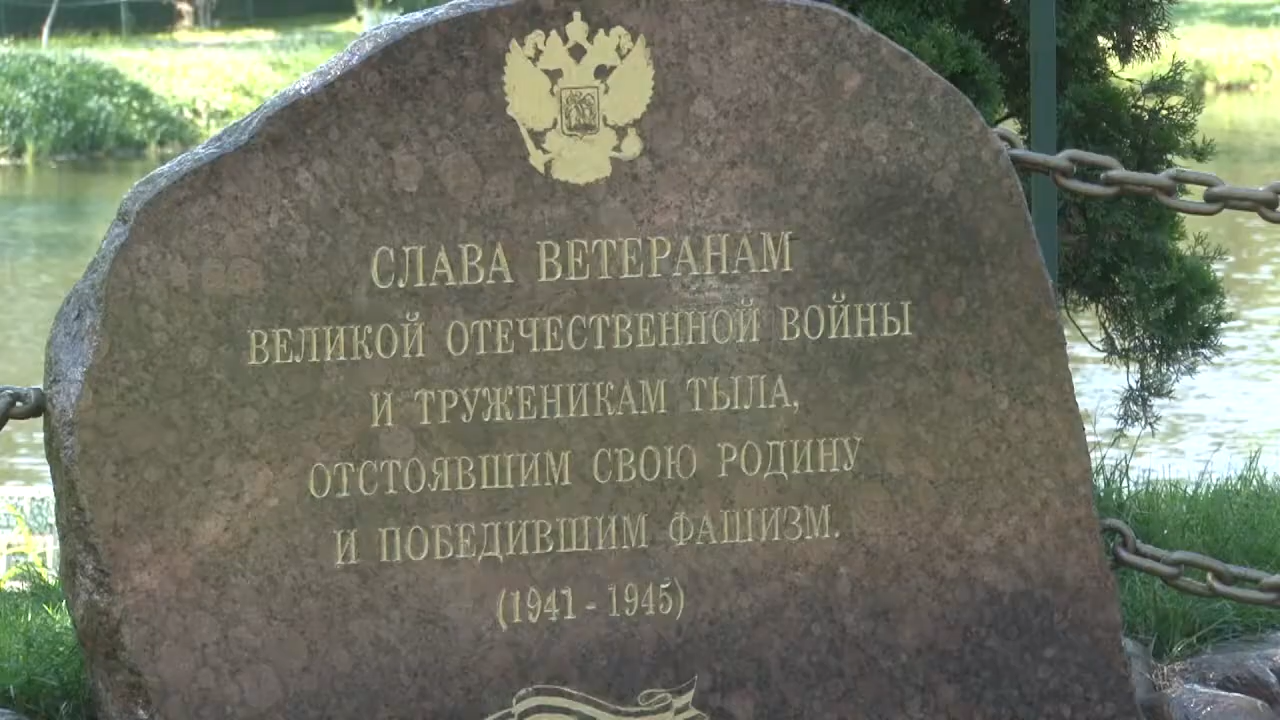 СЛАВА ВЕТЕРАНАМ
ВЕЛИКОЙ ОТЕЧЕСТВЕННОЙ ВОЙНЫ
И ТРУЖЕНИКАМ ТЫЛА,
ОТСТОЯВШИМ СВОЮ РОДИНУ
И ПОБЕДИВШИМ ФАШИЗМ.
(1941 - 1945)